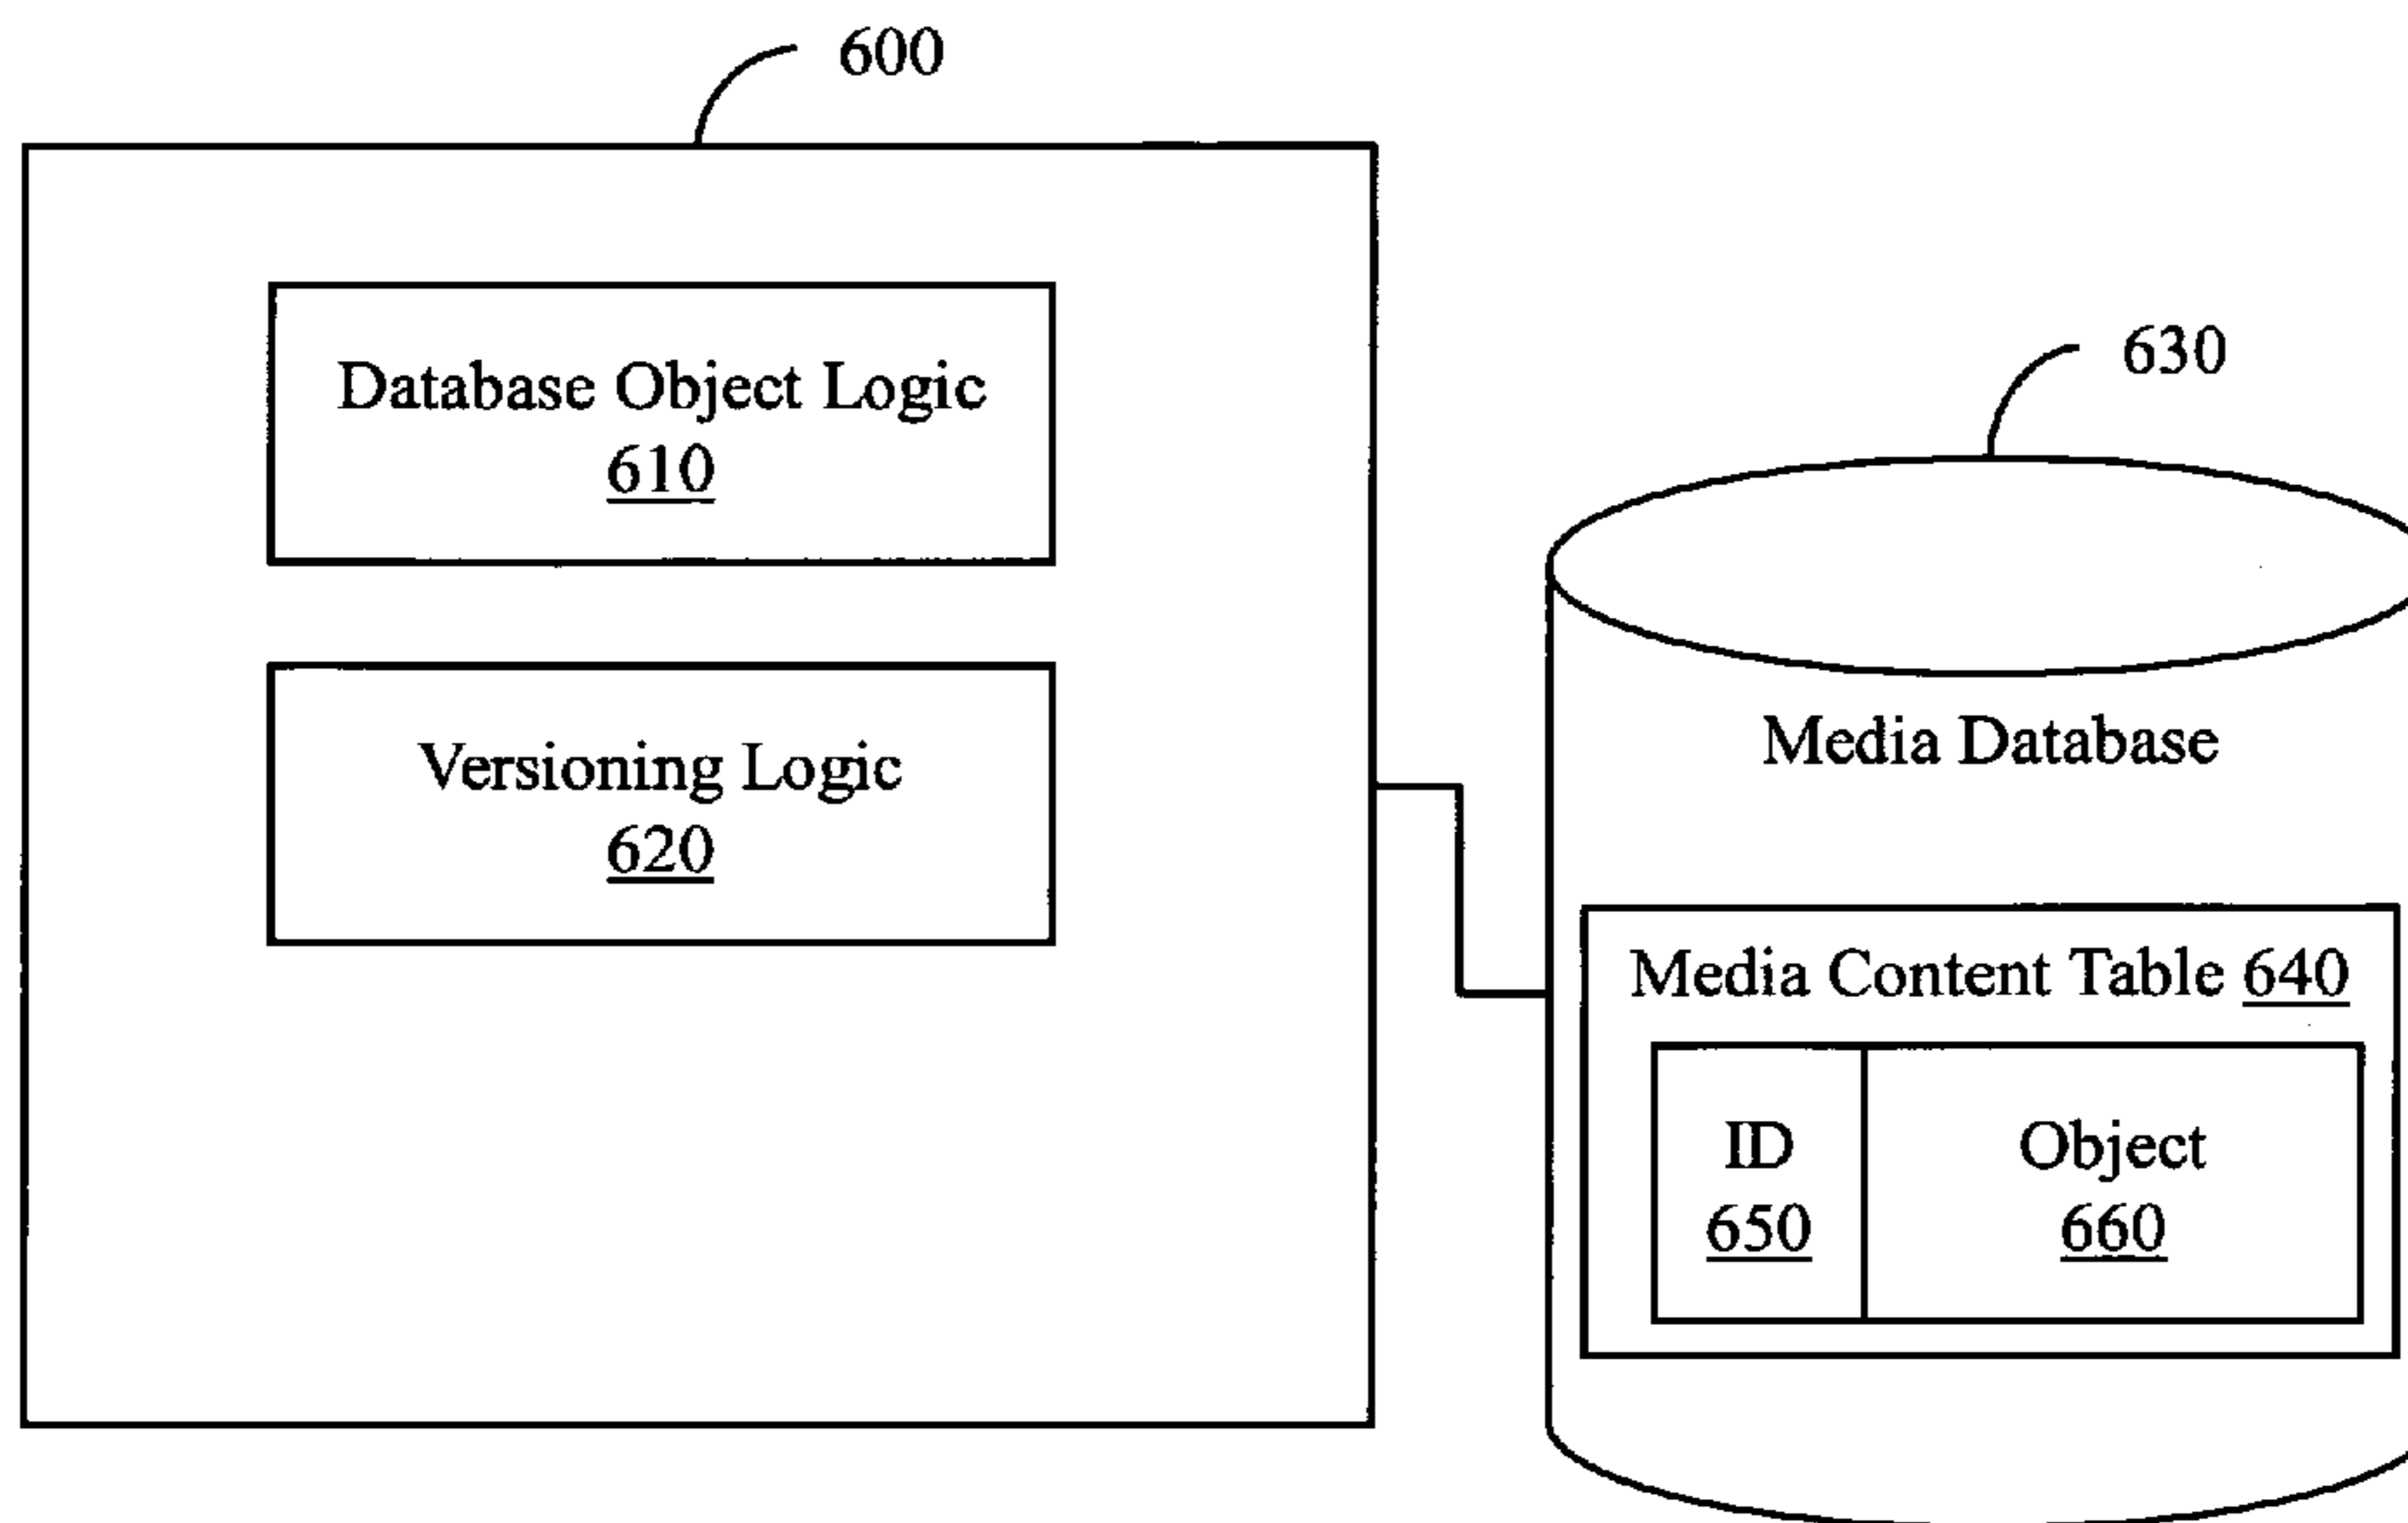 600
Database Object Logic
610
Versioning Logic
620
630
Media Database
Media Content Table 640
ID
650
Object
660